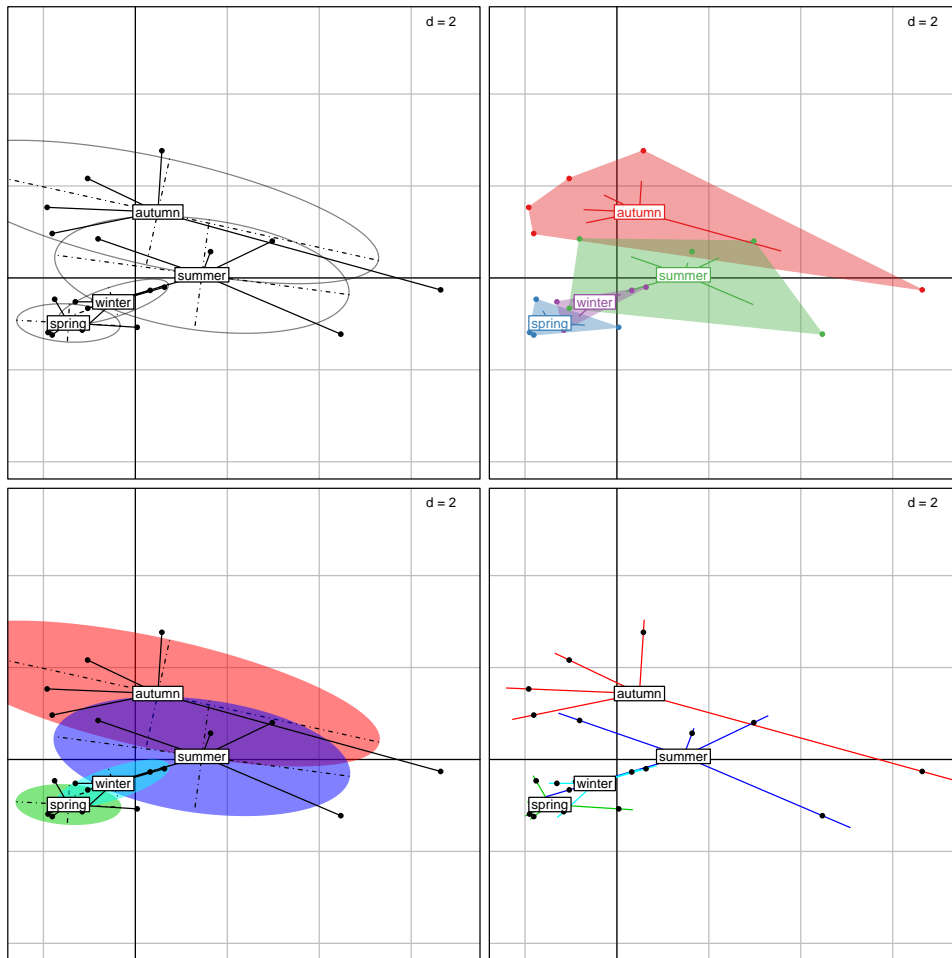 d = 2
autumn
summer
winter
spring
d = 2
autumn
summer
winter
spring
d = 2
autumn
summer
winter
spring
d = 2
autumn
summer
winter
spring